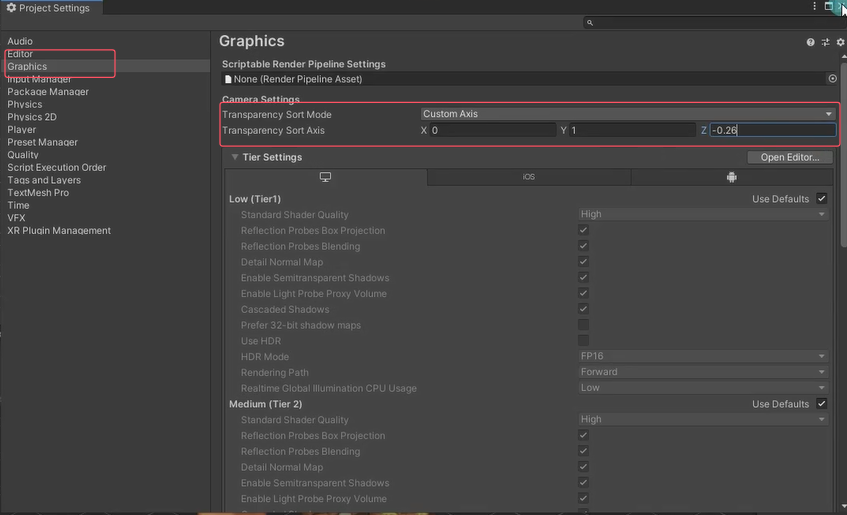 Project Settings
Audio
Editor
Graphics
Input Manager
Package Manager
Physics
Physics 2D
Player
Preset Manager
Quality
Script Execution Order
Tags and Layers
TextMesh Pro
Time
VFX
XR Plugin Management
Graphics
Scriptable Render Pipeline Settings
None (Render Pipeline Asset)
Camera Settings
Transparency Sort Mode Custom Axis
Transparency Sort Axis X 0 Y 1 Z -0.26
Tier Settings Open Editor...
iOS
Low (Tier1) Use Defaults
Standard Shader Quality High
Reflection Probes Box Projection
Reflection Probes Blending
Detail Normal Map
Enable Semitransparent Shadows
Enable Light Probe Proxy Volume
Cascaded Shadows
Prefer 32-bit shadow maps
Use HDR
HDR Mode FP16
Rendering Path Forward
Realtime Global Illumination CPU Usage Low
Medium (Tier 2) Use Defaults
Standard Shader Quality High
Reflection Probes Box Projection
Reflection Probes Blending
Detail Normal Map
Enable Semitransparent Shadows
Enable Light Probe Proxy Volume